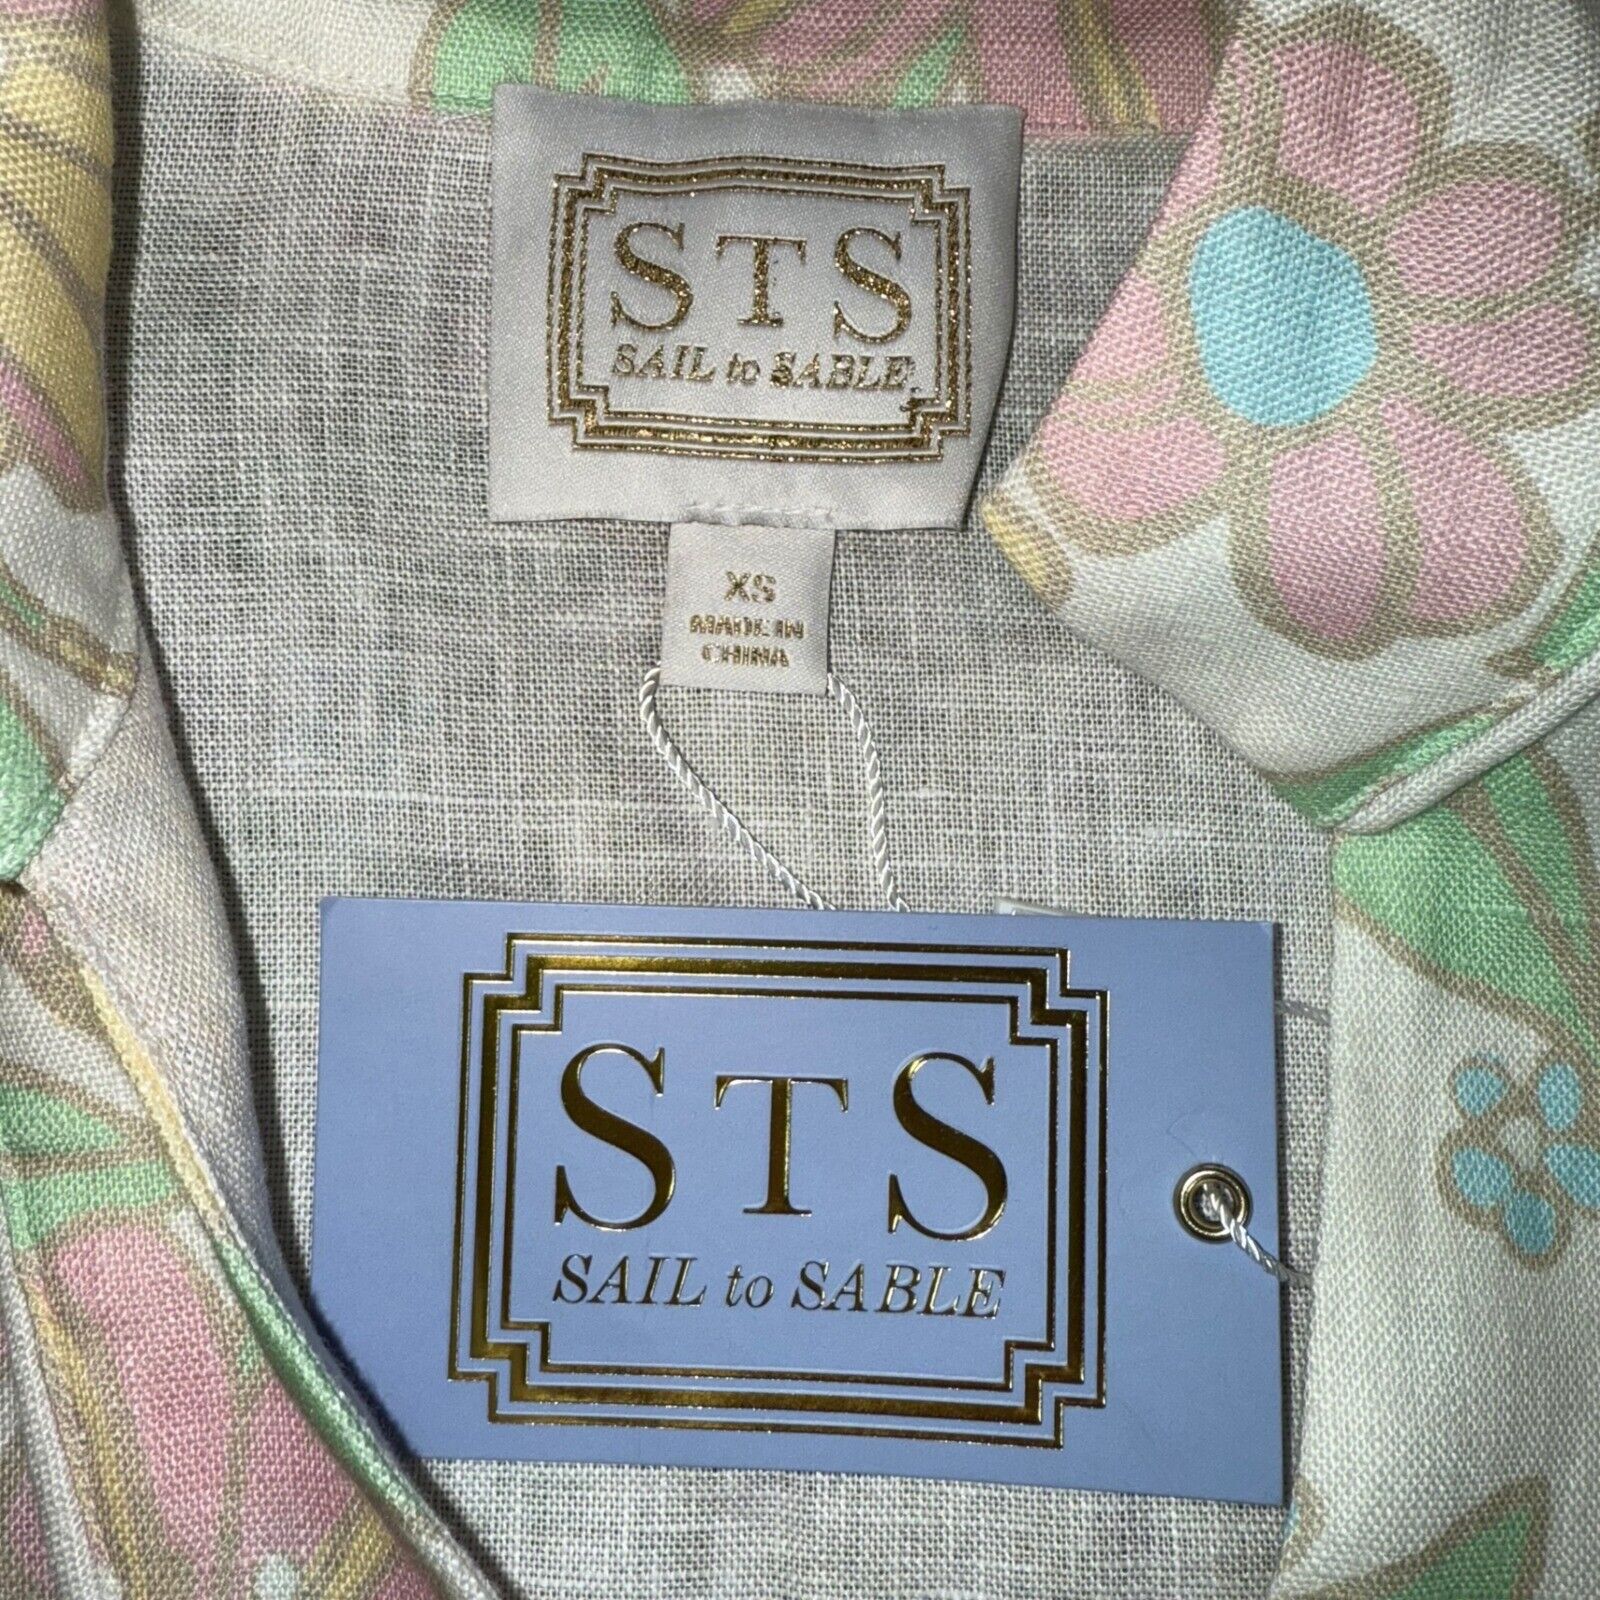 STS
SAIL to SABLE
XS
MADE IN
CHINA
STS
SAIL to SABLE